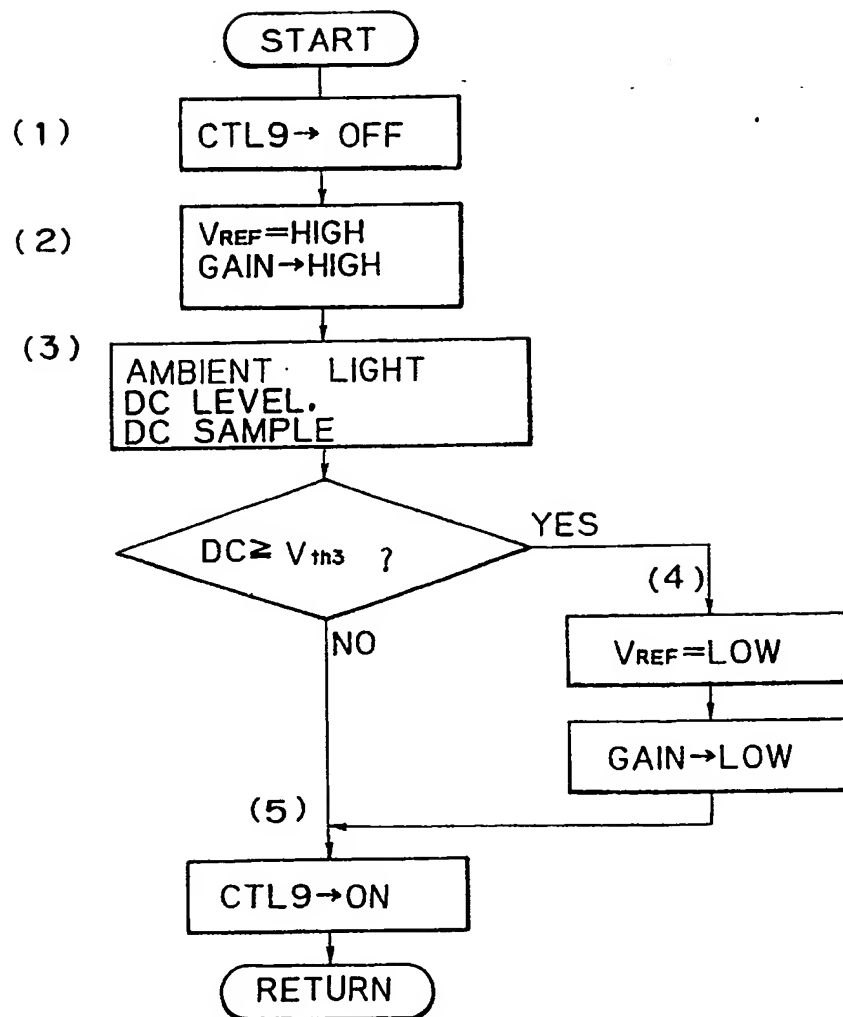 START
(1)
CTL9→ OFF
(2)
VREF=HIGH
GAIN→HIGH
(3)
AMBIENT LIGHT
DC LEVEL.
DC SAMPLE
DC≧ Vth3 ?
YES
(4)
NO
VREF=LOW
GAIN→LOW
(5)
CTL9→ON
RETURN